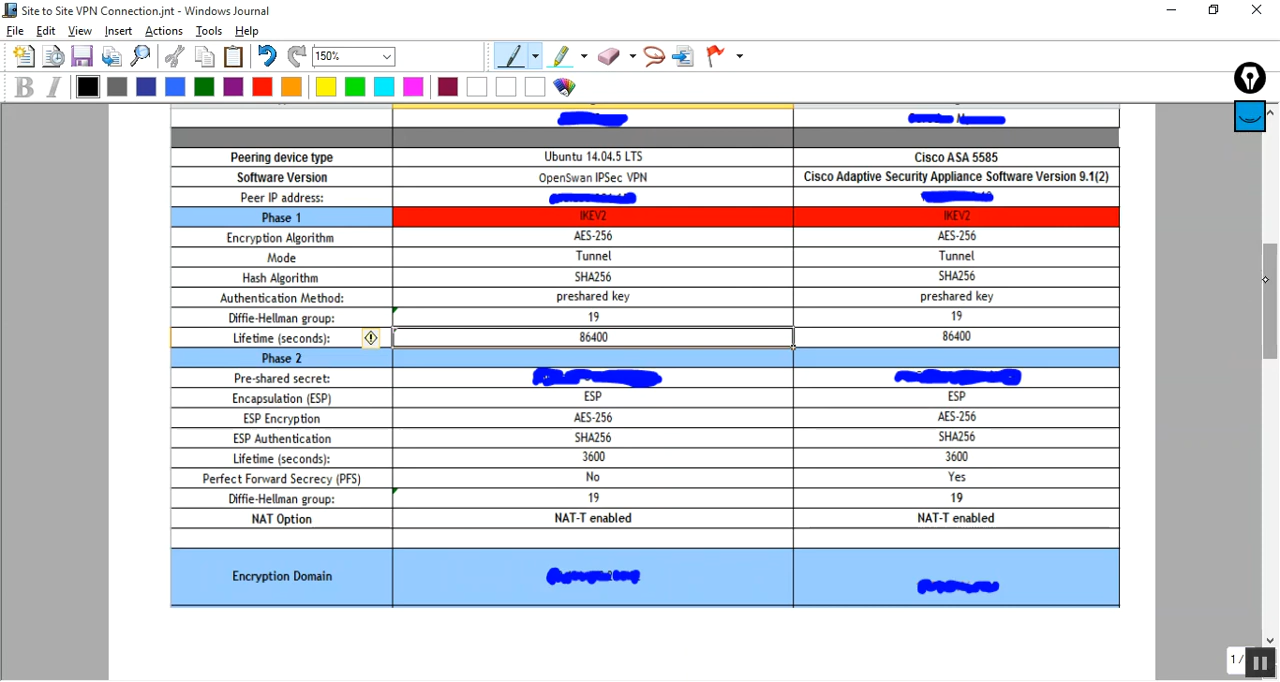 Site to Site VPN Connection.jnt - Windows Journal
File Edit View Insert Actions Tools Help
150%
B I
Peering device type Ubuntu 14.04.5 LTS Cisco ASA 5585
Software Version OpenSwan IPSec VPN Cisco Adaptive Security Appliance Software Version 9.1(2)
Peer IP address:
Phase 1 IKEV2 IKEV2
Encryption Algorithm AES-256 AES-256
Mode Tunnel Tunnel
Hash Algorithm SHA256 SHA256
Authentication Method: preshared key preshared key
Diffie-Hellman group: 19 19
Lifetime (seconds): 86400 86400
Phase 2
Pre-shared secret:
Encapsulation (ESP) ESP ESP
ESP Encryption AES-256 AES-256
ESP Authentication SHA256 SHA256
Lifetime (seconds): 3600 3600
Perfect Forward Secrecy (PFS) No Yes
Diffie-Hellman group: 19 19
NAT Option NAT-T enabled NAT-T enabled
Encryption Domain
1 /